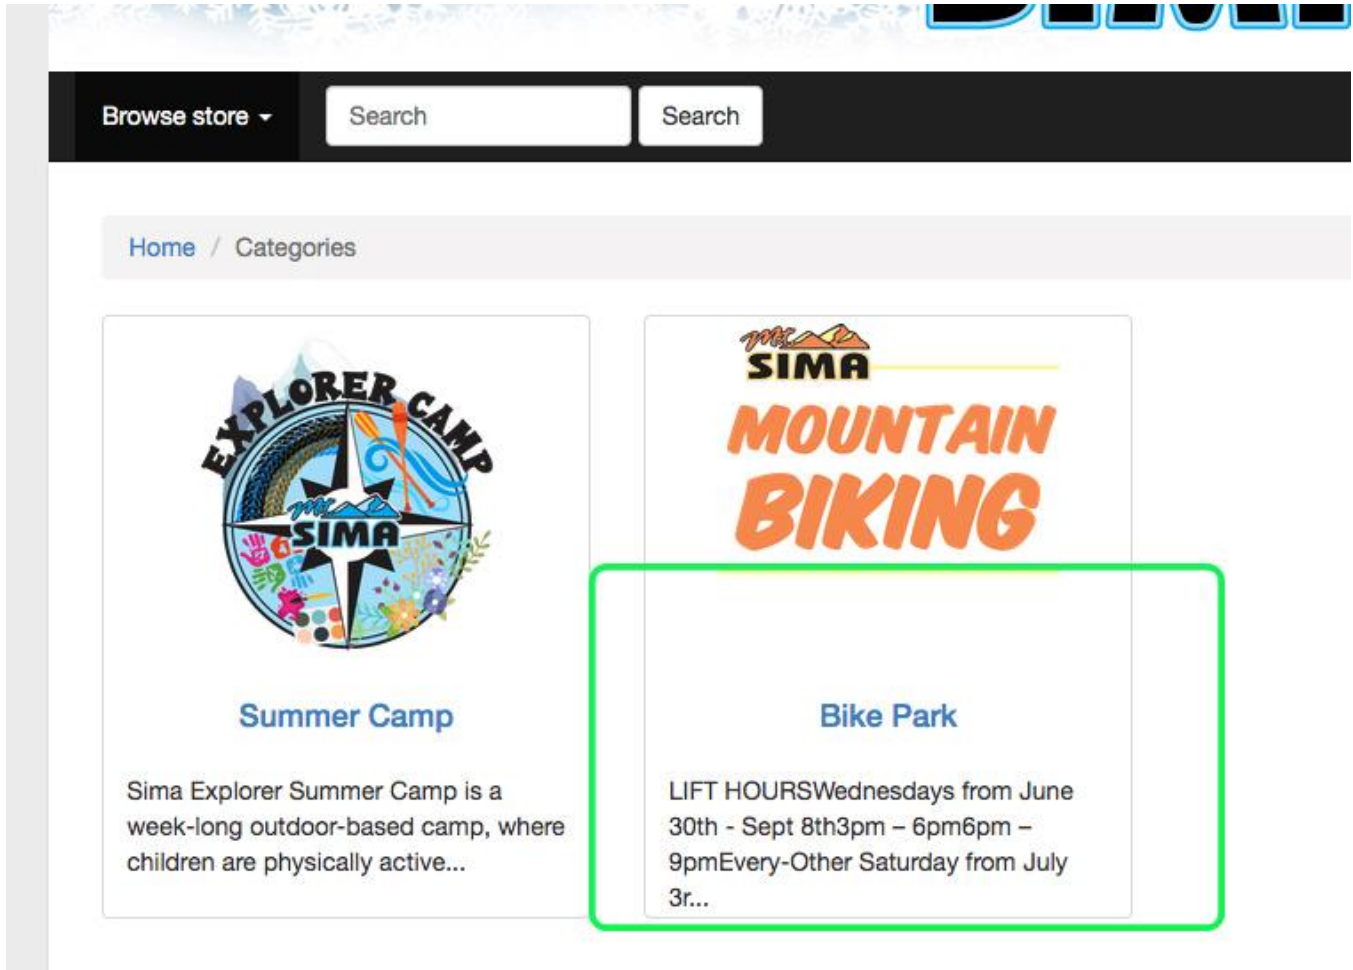 Browse store
Search
Search
Home / Categories
EXPLORER CAMP
Mt.
SIMA
Summer Camp
Sima Explorer Summer Camp is a
week-long outdoor-based camp, where
children are physically active...
Mt.
SIMA
MOUNTAIN
BIKING
Bike Park
LIFT HOURSWednesdays from June
30th - Sept 8th3pm – 6pm6pm –
9pmEvery-Other Saturday from July
3r...